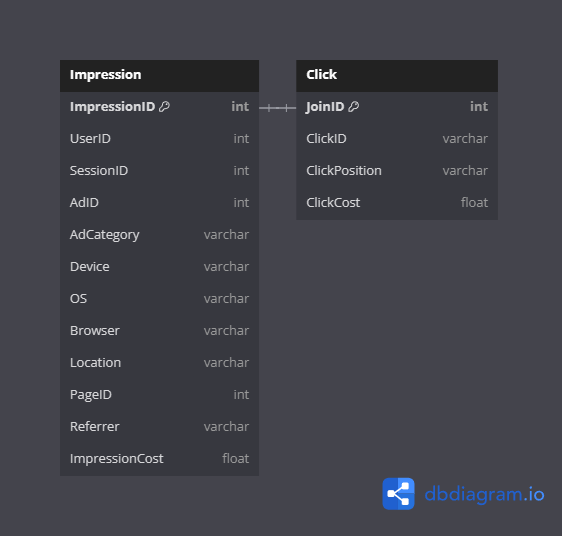 Impression
ImpressionID int
UserID int
SessionID int
AdID int
AdCategory varchar
Device varchar
OS varchar
Browser varchar
Location varchar
PageID int
Referrer varchar
ImpressionCost float
Click
JoinID int
ClickID varchar
ClickPosition varchar
ClickCost float
dbdiagram.io